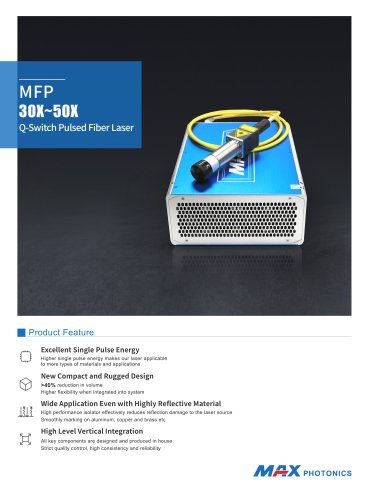 MFP
30X~50X
Q-Switch Pulsed Fiber Laser
Product Feature
Excellent Single Pulse Energy
Higher single pulse energy makes our laser applicable
to more types of materials and applications
New Compact and Rugged Design
>40% reduction in volume
Higher flexibility when integrated into system
Wide Application Even with Highly Reflective Material
High performance isolator effectively reduces reflection damage to the laser source
Smoothly marking on aluminum, copper and brass etc
High Level Vertical Integration
All key components are designed and produced in house
Strict quality control, high consistency and reliability
MAX PHOTONICS